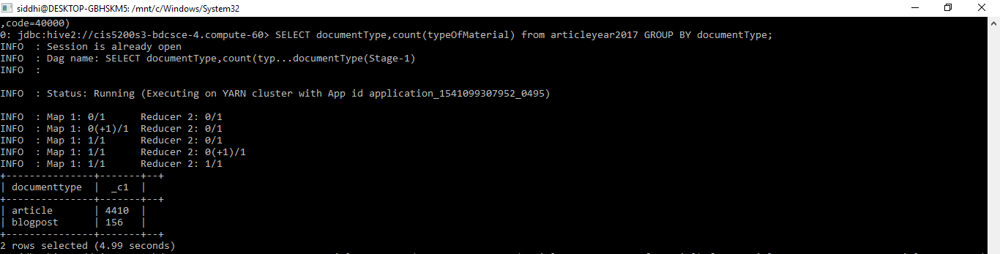 siddhi@DESKTOP-GBHSKM5: /mnt/c/Windows/System32
,code=40000)
0: jdbc:hive2://cis5200s3-bdcsce-4.compute-60> SELECT documentType,count(typeOfMaterial) from articleyear2017 GROUP BY documentType;
INFO  : Session is already open
INFO  : Dag name: SELECT documentType,count(typ...documentType(Stage-1)
INFO  :
INFO  : Status: Running (Executing on YARN cluster with App id application_1541099307952_0495)
INFO  : Map 1: 0/1      Reducer 2: 0/1
INFO  : Map 1: 0(+1)/1  Reducer 2: 0/1
INFO  : Map 1: 1/1      Reducer 2: 0/1
INFO  : Map 1: 1/1      Reducer 2: 0(+1)/1
INFO  : Map 1: 1/1      Reducer 2: 1/1
+---------------+-------+--+
| documenttype  |  _c1  |
+---------------+-------+--+
| article       | 4410  |
| blogpost      | 156   |
+---------------+-------+--+
2 rows selected (4.99 seconds)